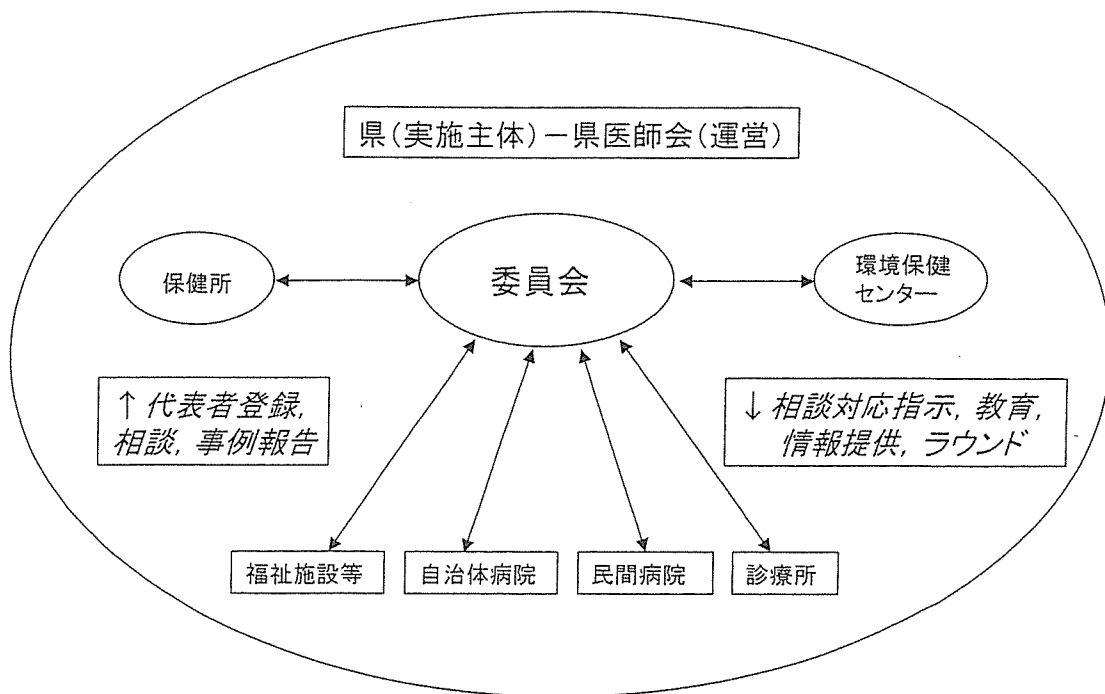 県(実施主体)－県医師会(運営)
保健所
委員会
環境保健
センター
↑代表者登録,
相談, 事例報告
↓相談対応指示, 教育,
情報提供, ラウンド
福祉施設等
自治体病院
民間病院
診療所